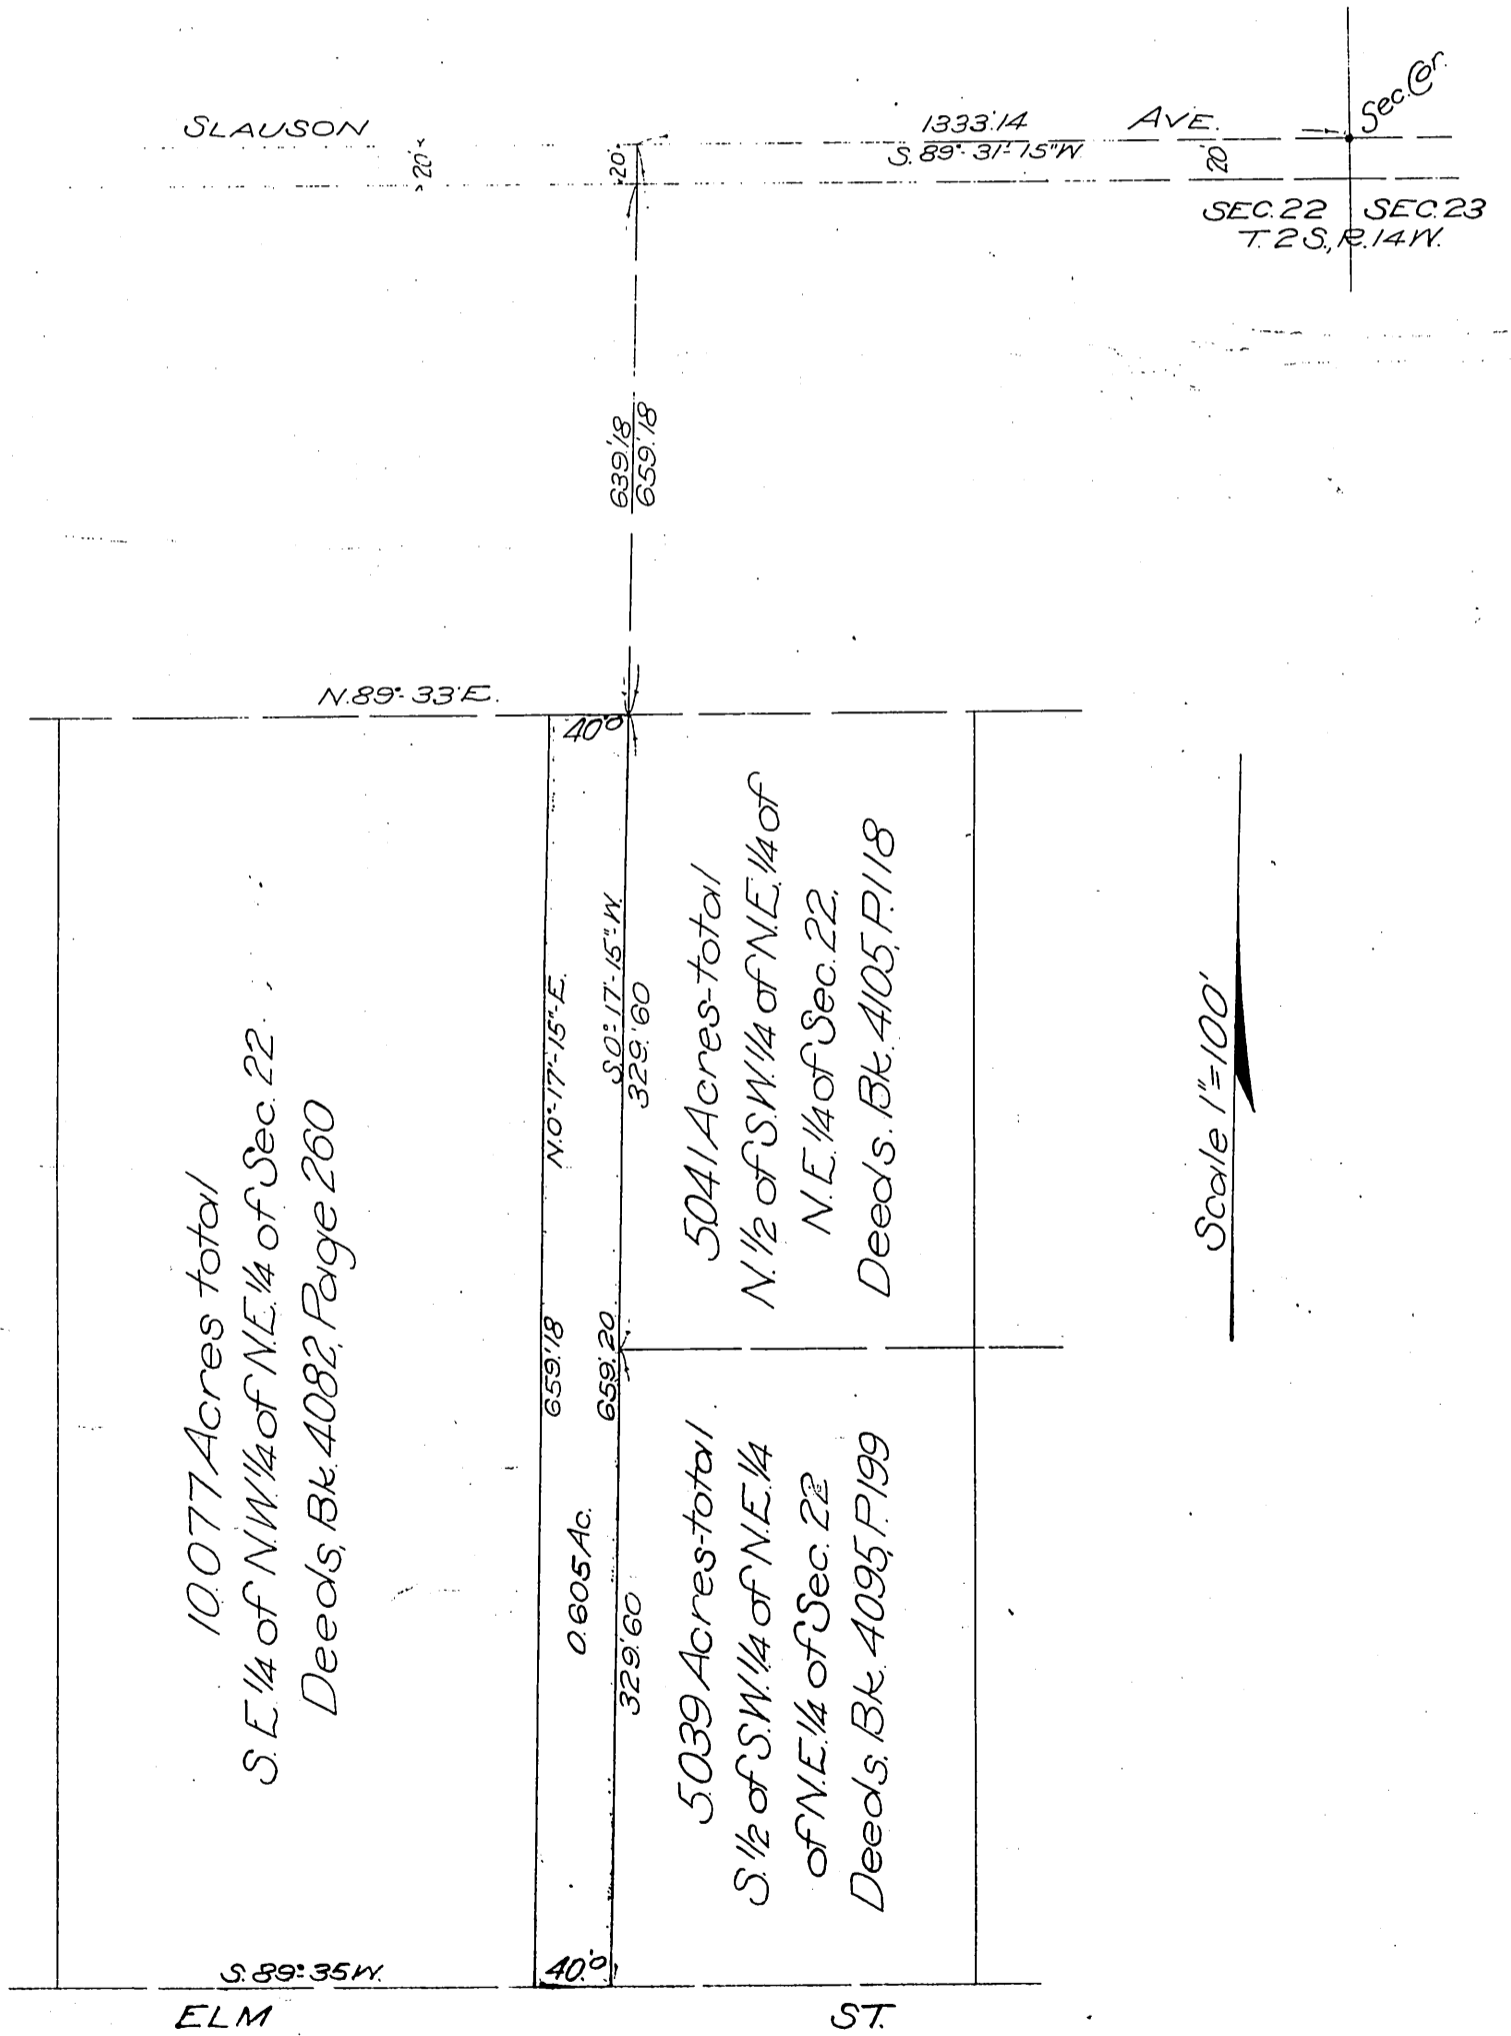 SLAUSON
AVE.
1333.'14
S. 89°-31'-15"W.
20'
20'
20'
Sec. Cor.
SEC. 22
SEC. 23
T. 2 S., R. 14 W.
639.'18
659.'18
N. 89°-33' E.
40.'0
N. 0°-17'-15"-E.
S. 0°-17'-15"-W.
329.'60
659.'18
659.'20
0.605 Ac.
329.'60
10.077 Acres total
S. E. 1/4 of N. W. 1/4 of N. E. 1/4 of Sec. 22
Deeds, Bk. 4082, Page 260
5.041 Acres-total
N. 1/2 of S. W. 1/4 of N. E. 1/4 of
N. E. 1/4 of Sec. 22.
Deeds. Bk. 4105, P. 118
5.039 Acres-total
S. 1/2 of S. W. 1/4 of N. E. 1/4
of N. E. 1/4 of Sec. 22
Deeds. Bk. 4095, P. 199
Scale 1"=100'
S. 89°-35' W.
40.'0
ELM
ST.